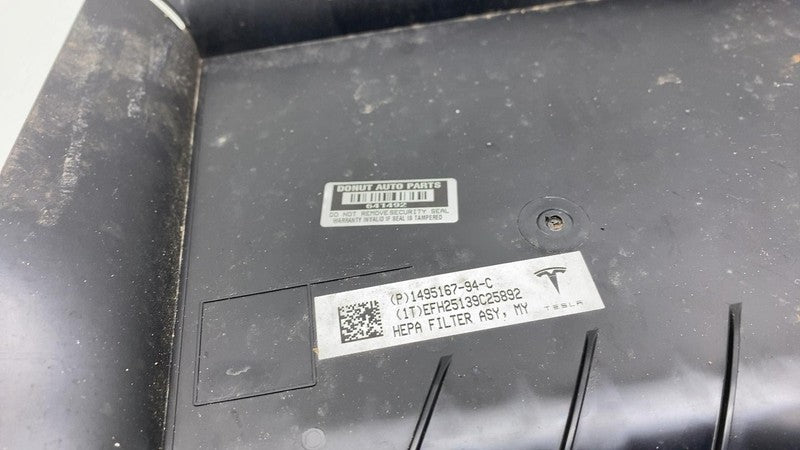 DONUT AUTO PARTS
641492
DO NOT REMOVE SECURITY SEAL
WARRANTY INVALID IF SEAL IS TAMPERED
(P)1495167-94-C
(1T)EFH25139C25892
HEPA FILTER ASY, MY
TESLA